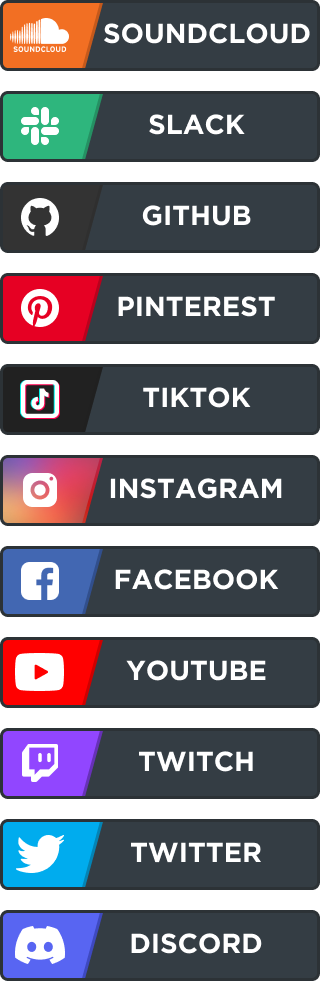 SOUNDCLOUD
SOUNDCLOUD
SLACK
GITHUB
PINTEREST
TIKTOK
INSTAGRAM
FACEBOOK
YOUTUBE
TWITCH
TWITTER
DISCORD